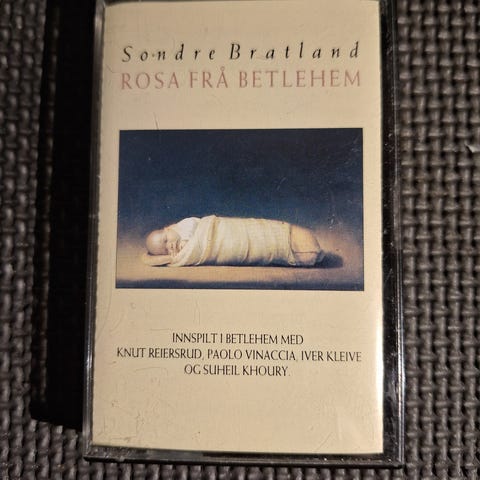 Sondre Bratland
ROSA FRÅ BETLEHEM
INNSPILT I BETLEHEM MED
KNUT REIERSRUD, PAOLO VINACCIA, IVER KLEIVE
OG SUHEIL KHOURY.